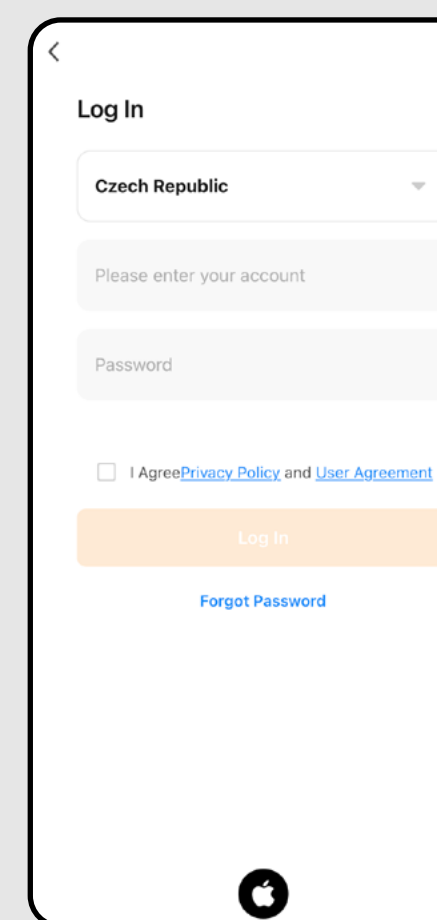 Log In
Czech Republic
Please enter your account
Password
I AgreePrivacy Policy and User Agreement
Log In
Forgot Password